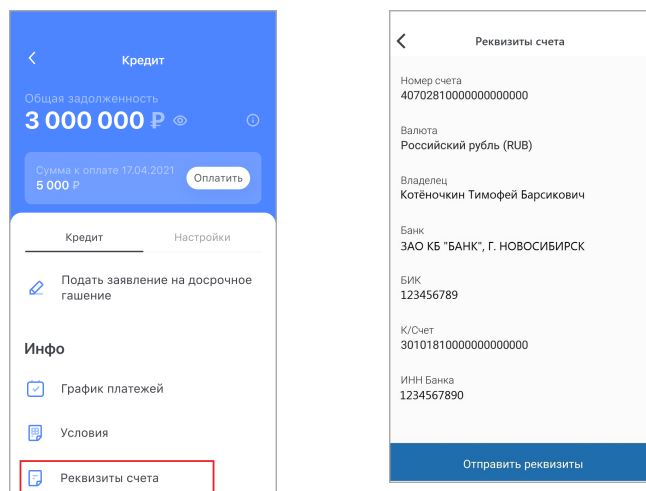 Кредит
Общая задолженность
3 000 000 ₽
Сумма к оплате 17.04.2021
5 000 ₽
Оплатить
Кредит
Настройки
Подать заявление на досрочное
гашение
Инфо
График платежей
Условия
Реквизиты счета
Реквизиты счета
Номер счета
40702810000000000000
Валюта
Российский рубль (RUB)
Владелец
Котёночкин Тимофей Барсикович
Банк
ЗАО КБ "БАНК", Г. НОВОСИБИРСК
БИК
123456789
К/Счет
30101810000000000000
ИНН Банка
1234567890
Отправить реквизиты